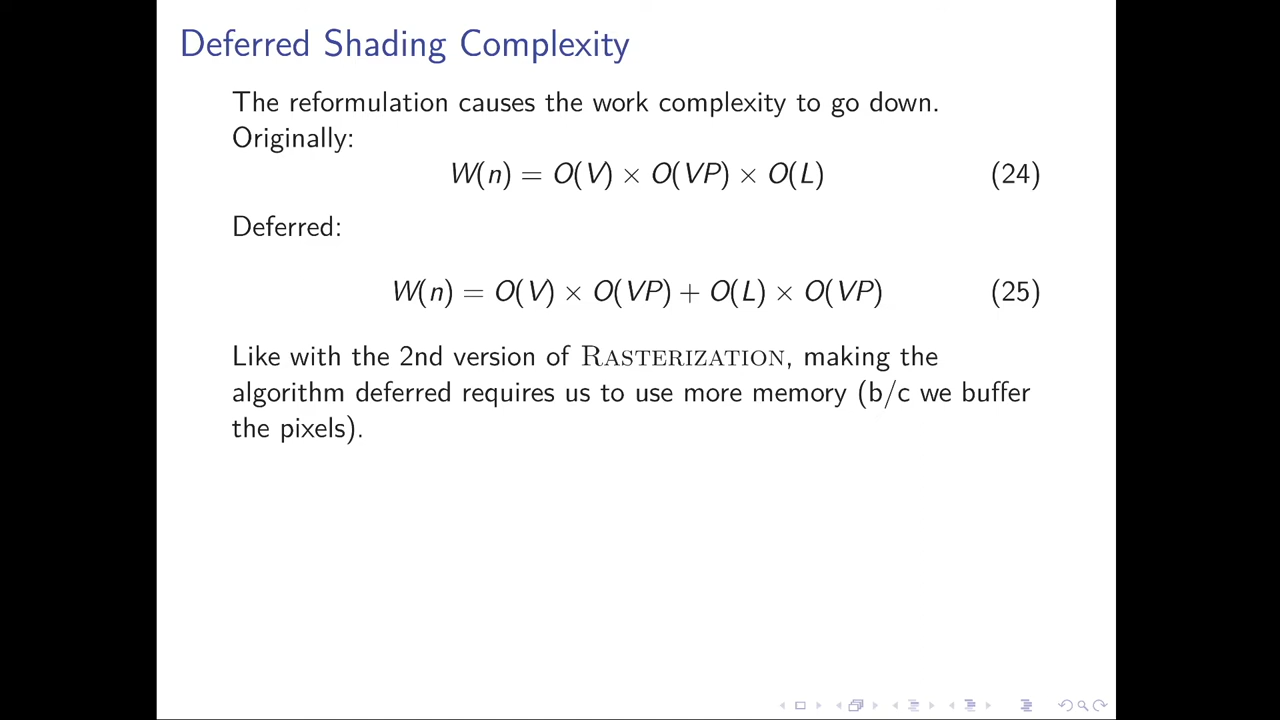 Deferred Shading Complexity
The reformulation causes the work complexity to go down.
Originally:
W(n) = O(V) × O(VP) × O(L) (24)
Deferred:
W(n) = O(V) × O(VP) + O(L) × O(VP) (25)
Like with the 2nd version of RASTERIZATION, making the
algorithm deferred requires us to use more memory (b/c we buffer
the pixels).